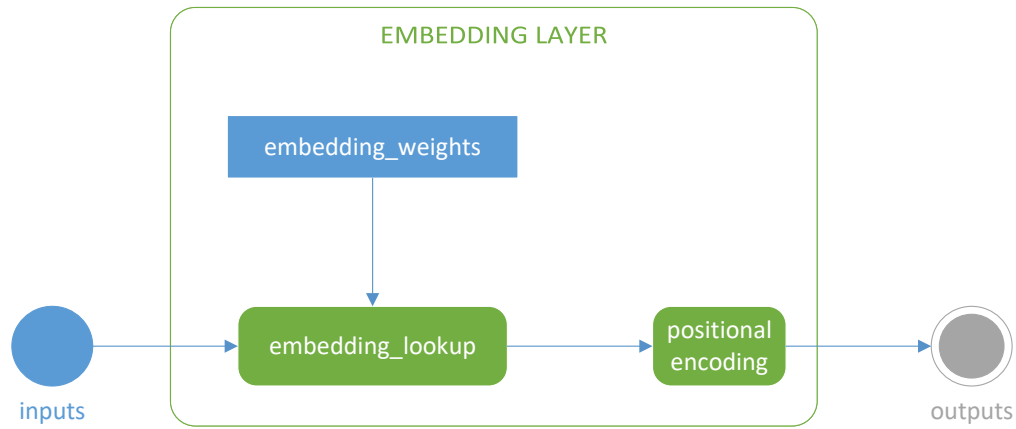 EMBEDDING LAYER
embedding_weights
embedding_lookup
positional
encoding
inputs
outputs